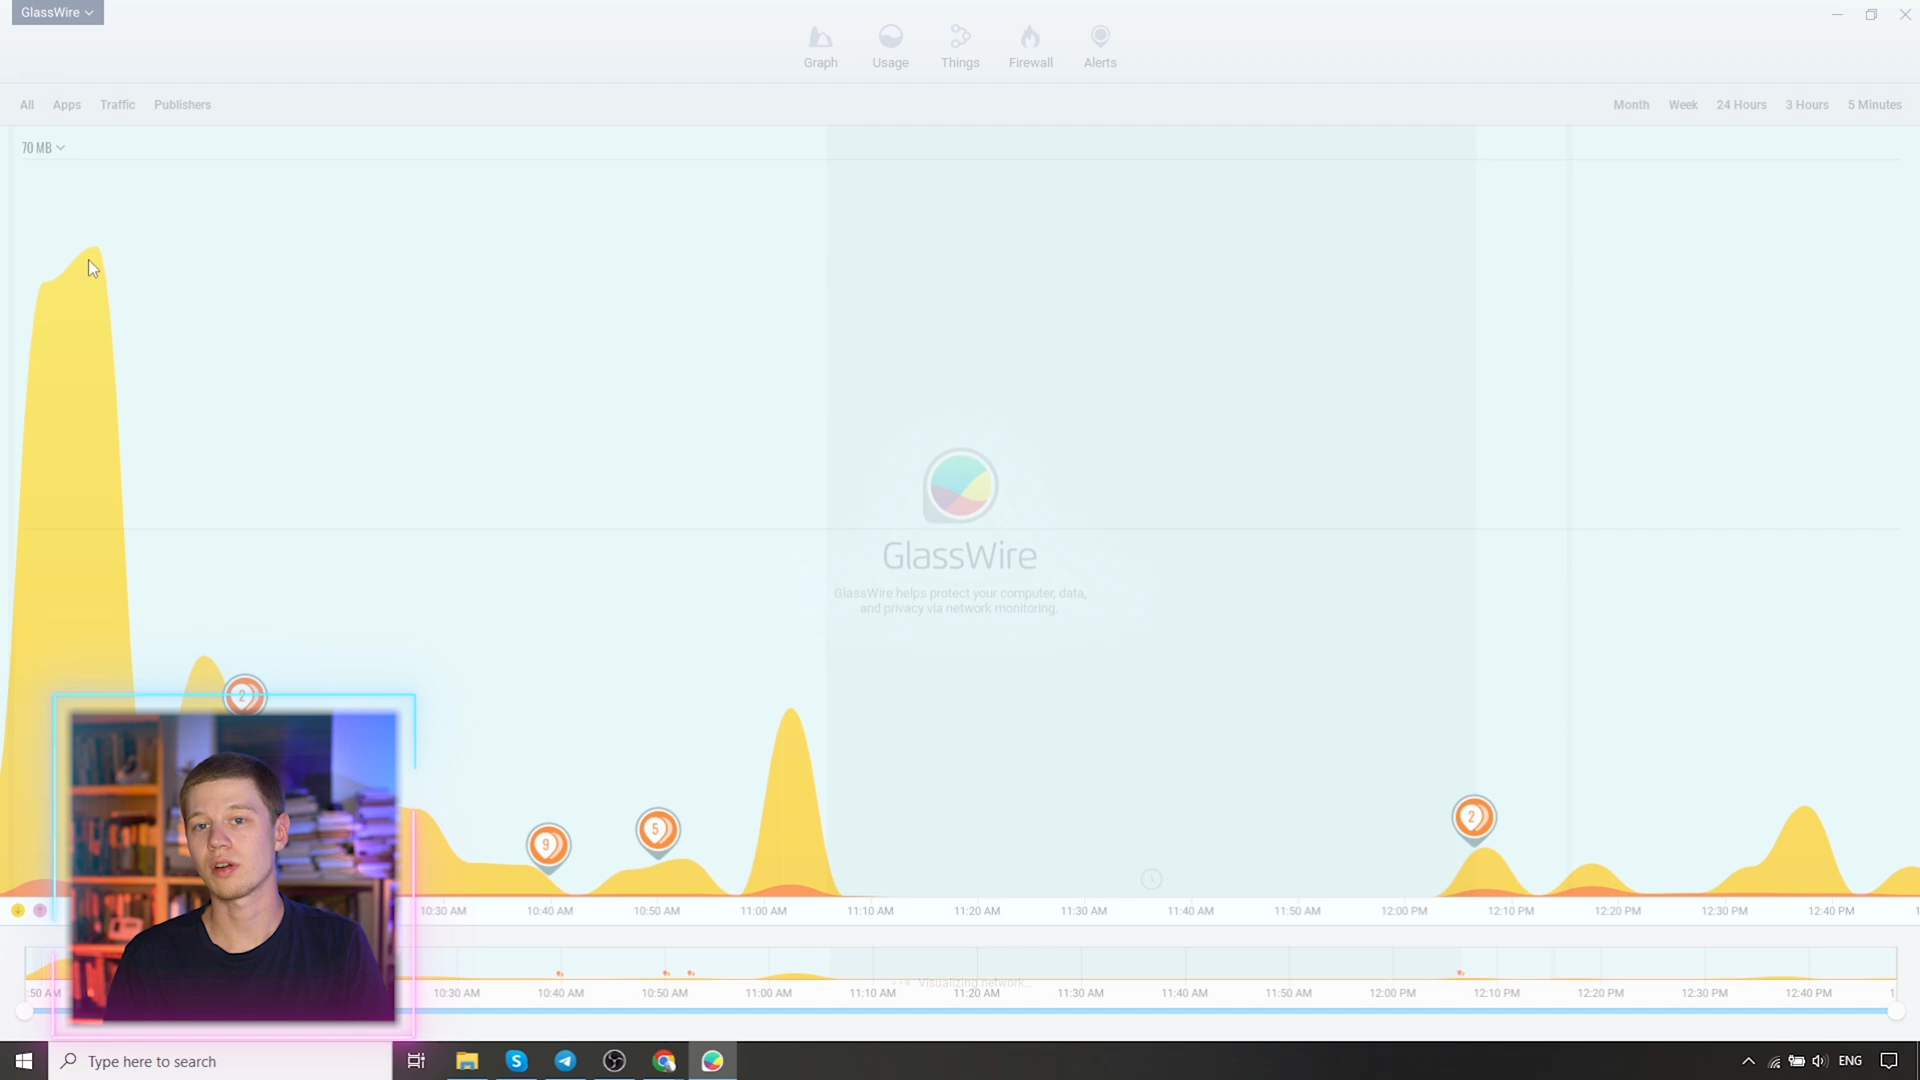 GlassWire
Graph
Usage
Things
Firewall
Alerts
All
Apps
Traffic
Publishers
Month
Week
24 Hours
3 Hours
5 Minutes
70 MB
GlassWire
GlassWire helps protect your computer, data,
and privacy via network monitoring.
2
9
5
2
10:30 AM
10:40 AM
10:50 AM
11:00 AM
11:10 AM
11:20 AM
11:30 AM
11:40 AM
11:50 AM
12:00 PM
12:10 PM
12:20 PM
12:30 PM
12:40 PM
1
Visualizing network...
:50 AM
10:30 AM
10:40 AM
10:50 AM
11:00 AM
11:10 AM
11:20 AM
11:30 AM
11:40 AM
11:50 AM
12:00 PM
12:10 PM
12:20 PM
12:30 PM
12:40 PM
1
Type here to search
ENG